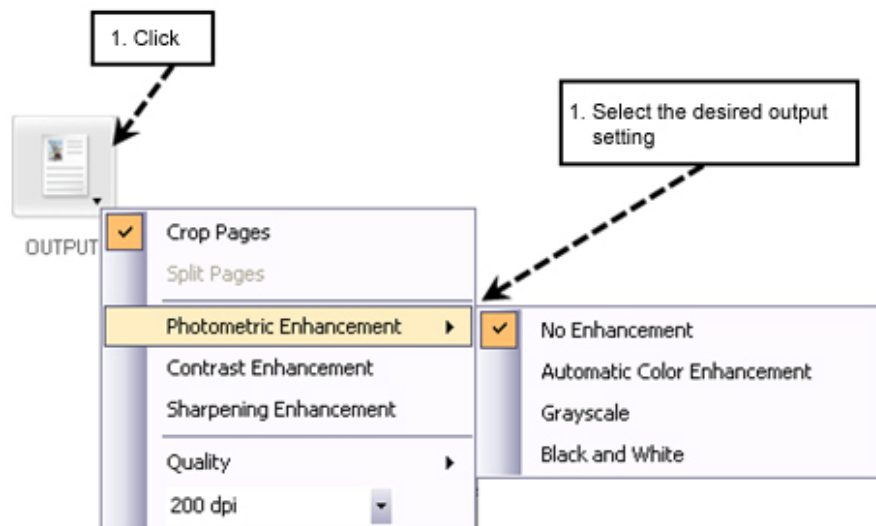 1. Click
1. Select the desired output
setting
OUTPUT
Crop Pages
Split Pages
Photometric Enhancement
No Enhancement
Contrast Enhancement
Automatic Color Enhancement
Sharpening Enhancement
Grayscale
Quality
Black and White
200 dpi